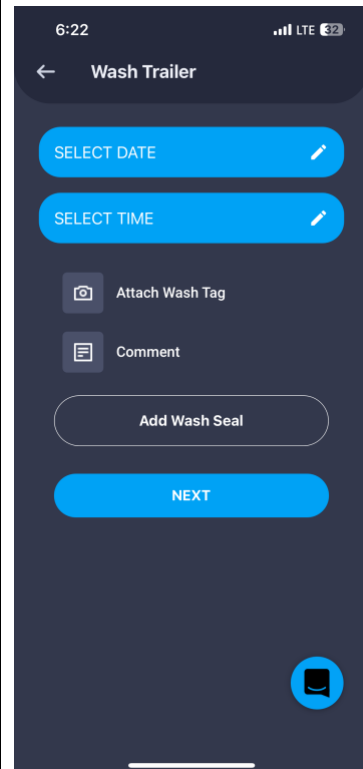 6:22 LTE 32
Wash Trailer
SELECT DATE
SELECT TIME
Attach Wash Tag
Comment
Add Wash Seal
NEXT